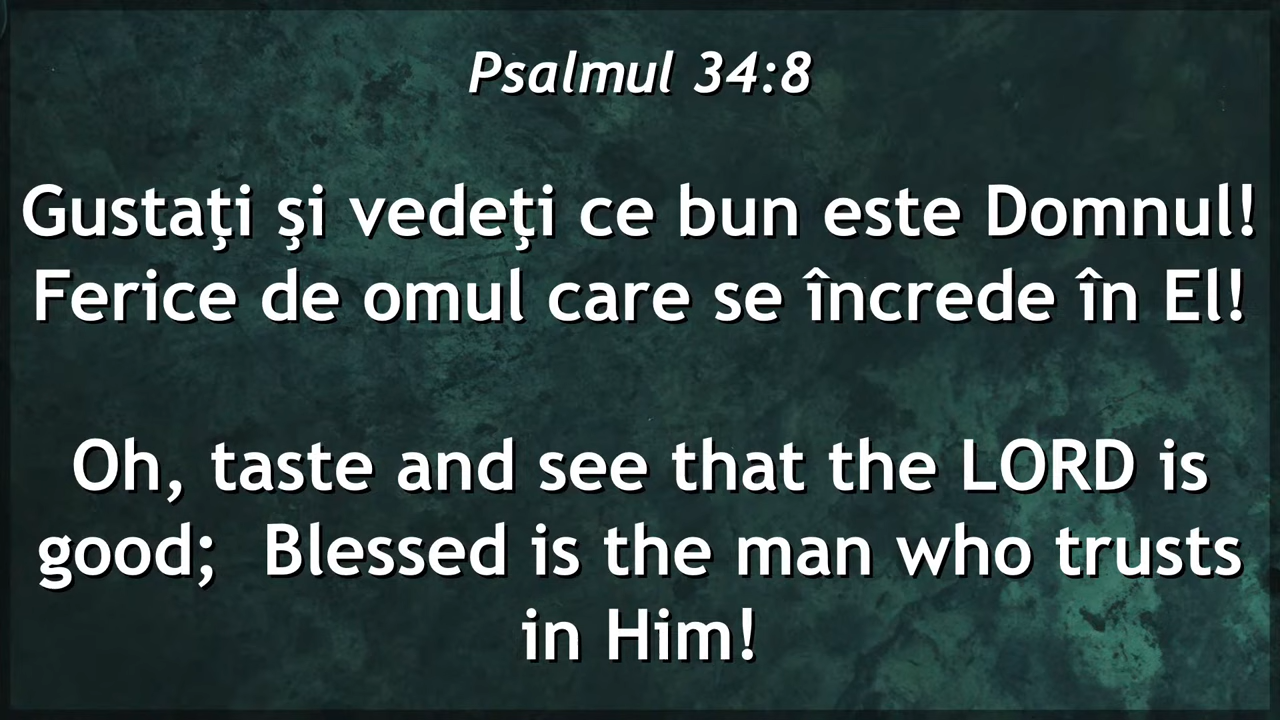 Psalmul 34:8
Gustaţi şi vedeţi ce bun este Domnul!
Ferice de omul care se încrede în El!
Oh, taste and see that the LORD is
good;  Blessed is the man who trusts
in Him!